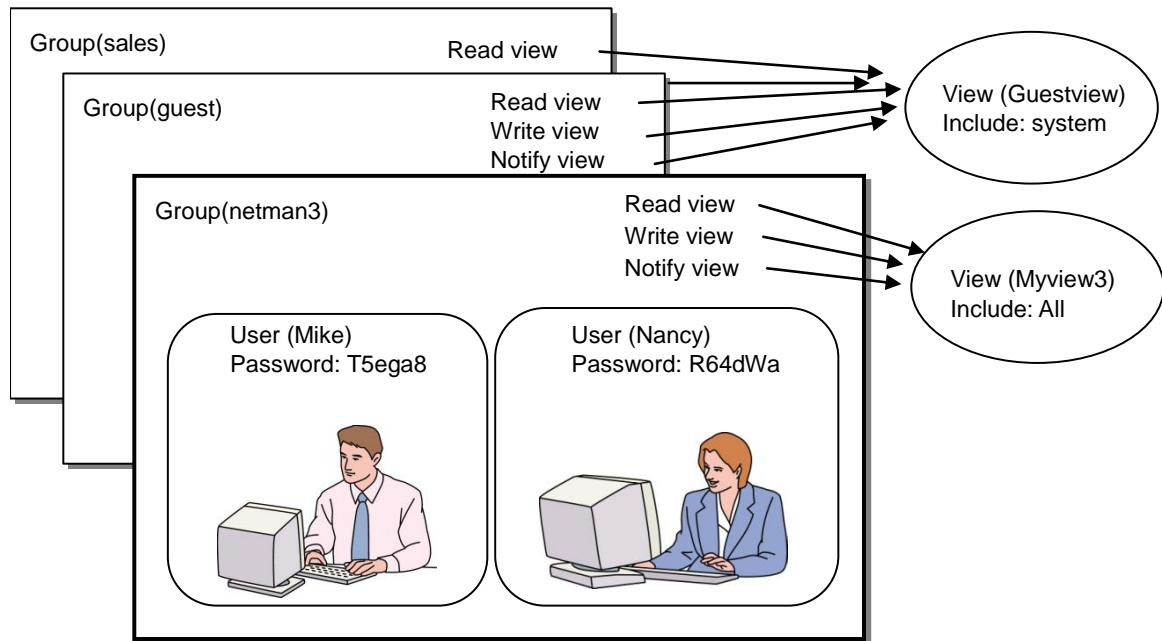 Group(sales)
Read view
Group(guest)
Read view
Write view
Notify view
View (Guestview)
Include: system
Group(netman3)
Read view
Write view
Notify view
View (Myview3)
Include: All
User (Mike)
Password: T5ega8
User (Nancy)
Password: R64dWa